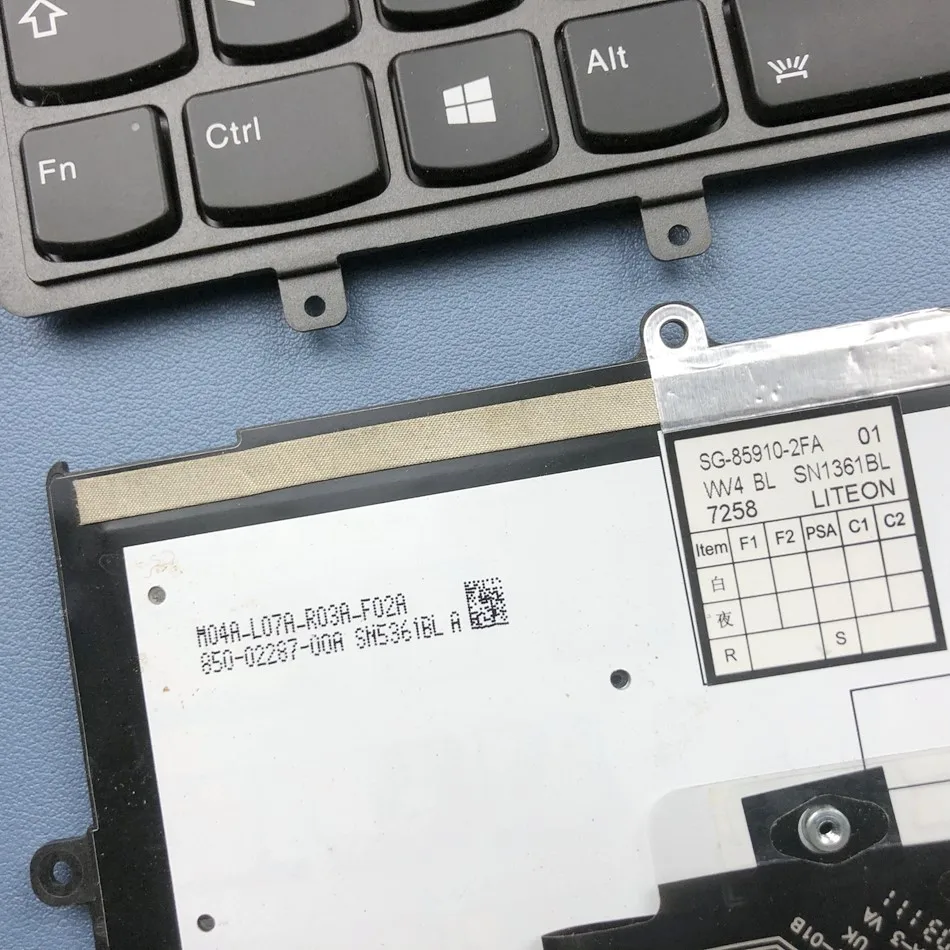 Alt
Ctrl
Fn
SG-85910-2FA 01
VW4 BL SN1361BL
7258 LITEON
Item F1 F2 PSA C1 C2
白
夜
R S
M04A-L07A-R03A-F02A
850-02287-00A SN5361BL A